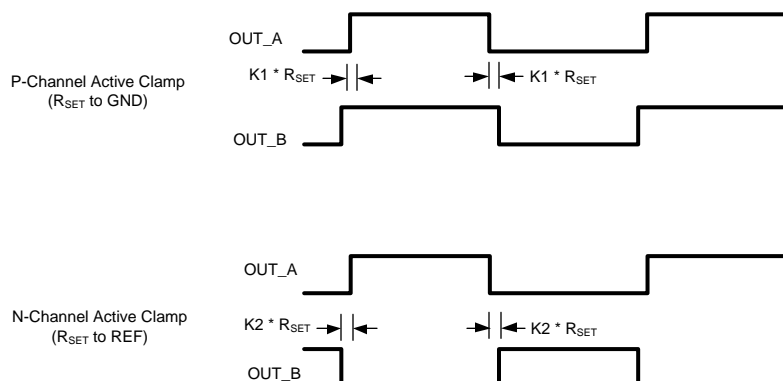 OUT_A
K1 * RSET
K1 * RSET
P-Channel Active Clamp
(RSET to GND)
OUT_B
OUT_A
N-Channel Active Clamp
(RSET to REF)
K2 * RSET
K2 * RSET
OUT_B